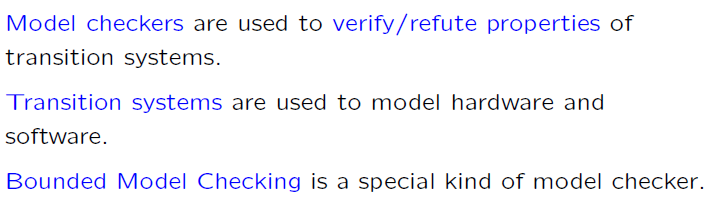 Model checkers are used to verify/refute properties of
transition systems.
Transition systems are used to model hardware and
software.
Bounded Model Checking is a special kind of model checker.